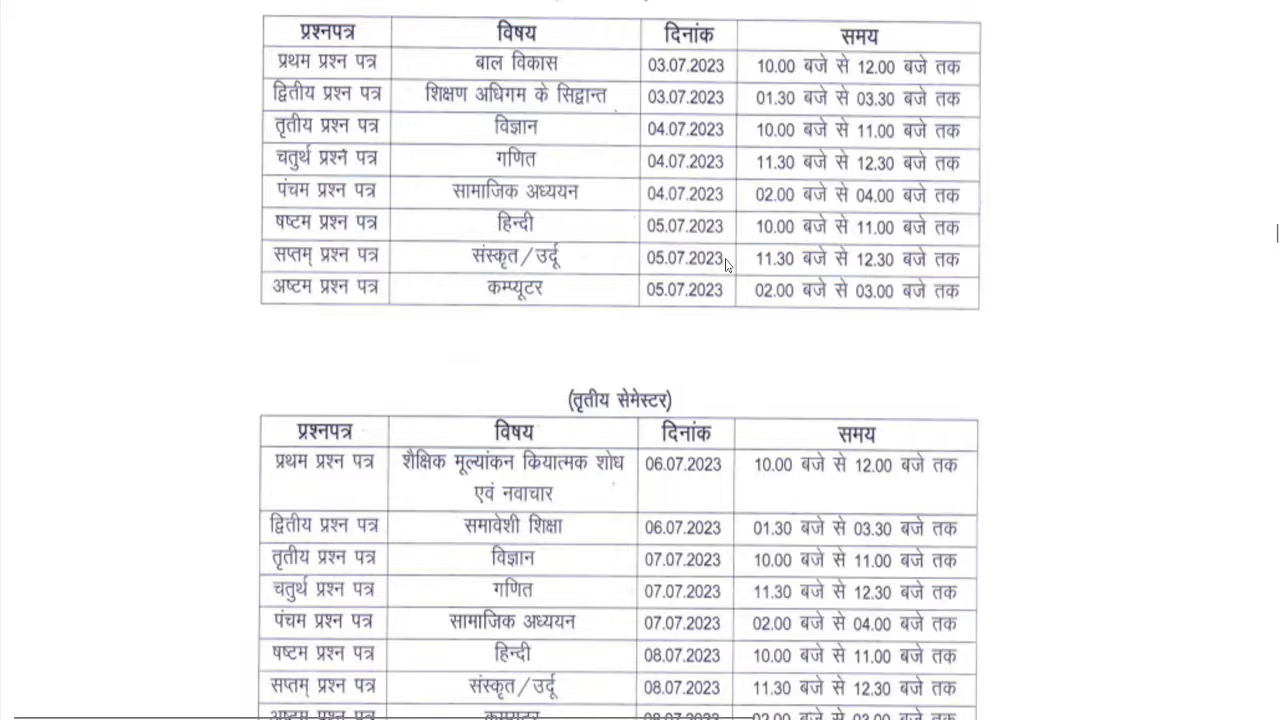 प्रश्नपत्र विषय दिनांक समय
प्रथम प्रश्न पत्र बाल विकास 03.07.2023 10.00 बजे से 12.00 बजे तक
द्वितीय प्रश्न पत्र शिक्षण अधिगम के सिद्वान्त 03.07.2023 01.30 बजे से 03.30 बजे तक
तृतीय प्रश्न पत्र विज्ञान 04.07.2023 10.00 बजे से 11.00 बजे तक
चतुर्थ प्रश्न पत्र गणित 04.07.2023 11.30 बजे से 12.30 बजे तक
पंचम प्रश्न पत्र सामाजिक अध्ययन 04.07.2023 02.00 बजे से 04.00 बजे तक
षष्टम प्रश्न पत्र हिन्दी 05.07.2023 10.00 बजे से 11.00 बजे तक
सप्तम् प्रश्न पत्र संस्कृत/उर्दू 05.07.2023 11.30 बजे से 12.30 बजे तक
अष्टम प्रश्न पत्र कम्प्यूटर 05.07.2023 02.00 बजे से 03.00 बजे तक
(तृतीय सेमेस्टर)
प्रश्नपत्र विषय दिनांक समय
प्रथम प्रश्न पत्र शैक्षिक मूल्यांकन कियात्मक शोध 06.07.2023 10.00 बजे से 12.00 बजे तक
एवं नवाचार
द्वितीय प्रश्न पत्र समावेशी शिक्षा 06.07.2023 01.30 बजे से 03.30 बजे तक
तृतीय प्रश्न पत्र विज्ञान 07.07.2023 10.00 बजे से 11.00 बजे तक
चतुर्थ प्रश्न पत्र गणित 07.07.2023 11.30 बजे से 12.30 बजे तक
पंचम प्रश्न पत्र सामाजिक अध्ययन 07.07.2023 02.00 बजे से 04.00 बजे तक
षष्टम प्रश्न पत्र हिन्दी 08.07.2023 10.00 बजे से 11.00 बजे तक
सप्तम् प्रश्न पत्र संस्कृत/उर्दू 08.07.2023 11.30 बजे से 12.30 बजे तक